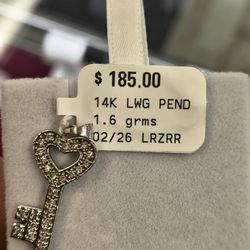 $ 185.00
14K LWG PEND
1.6 grms
02/26 LRZRR